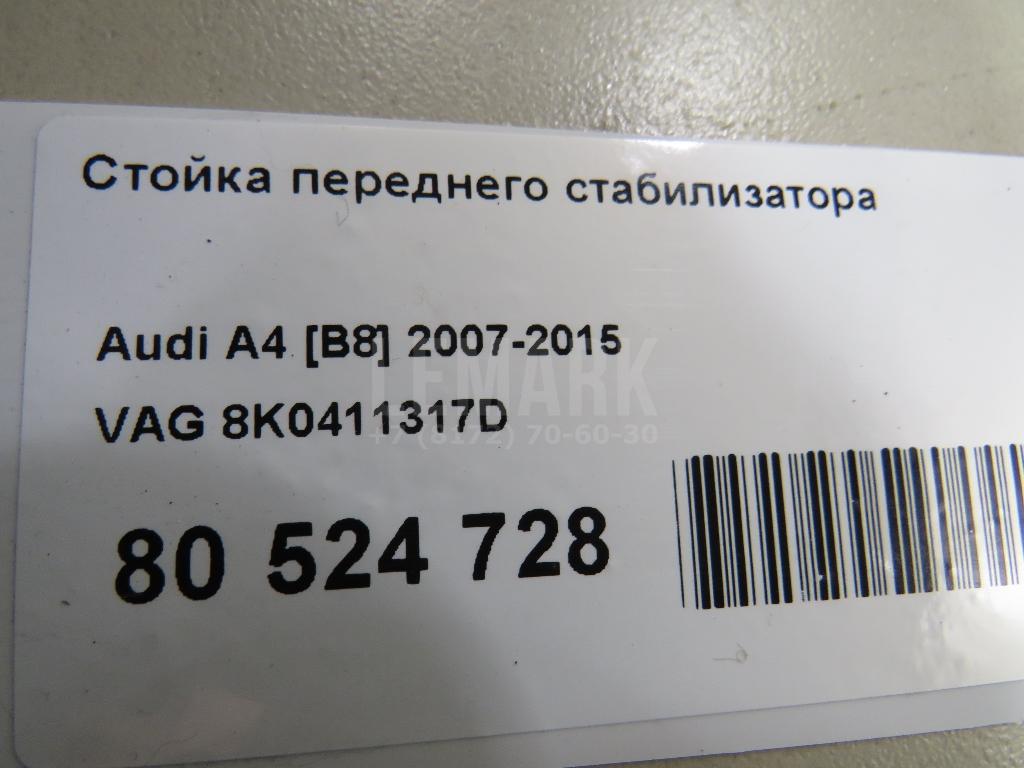 Стойка переднего стабилизатора
Audi A4 [B8] 2007-2015
LEMARK
VAG 8K0411317D
+7 (8172) 70-60-30
80 524 728